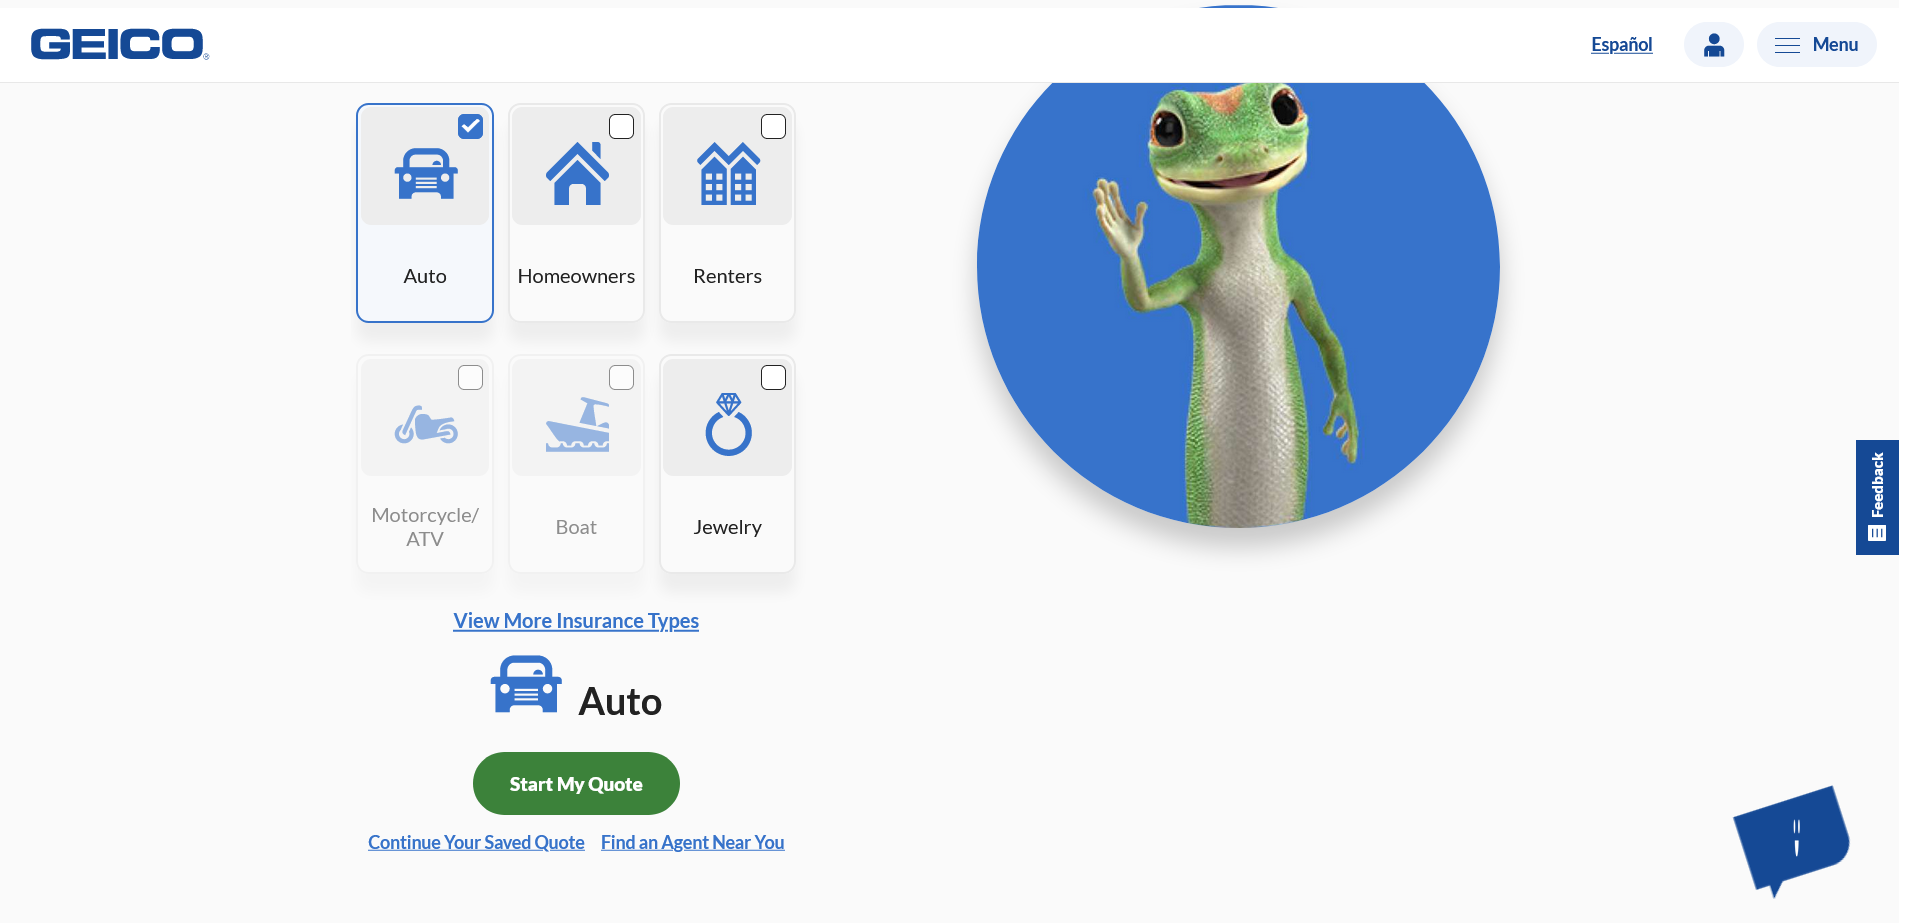 GEICO®
Español
Menu
Auto
Homeowners
Renters
Motorcycle/
ATV
Boat
Jewelry
View More Insurance Types
Auto
Start My Quote
Continue Your Saved Quote
Find an Agent Near You
Feedback